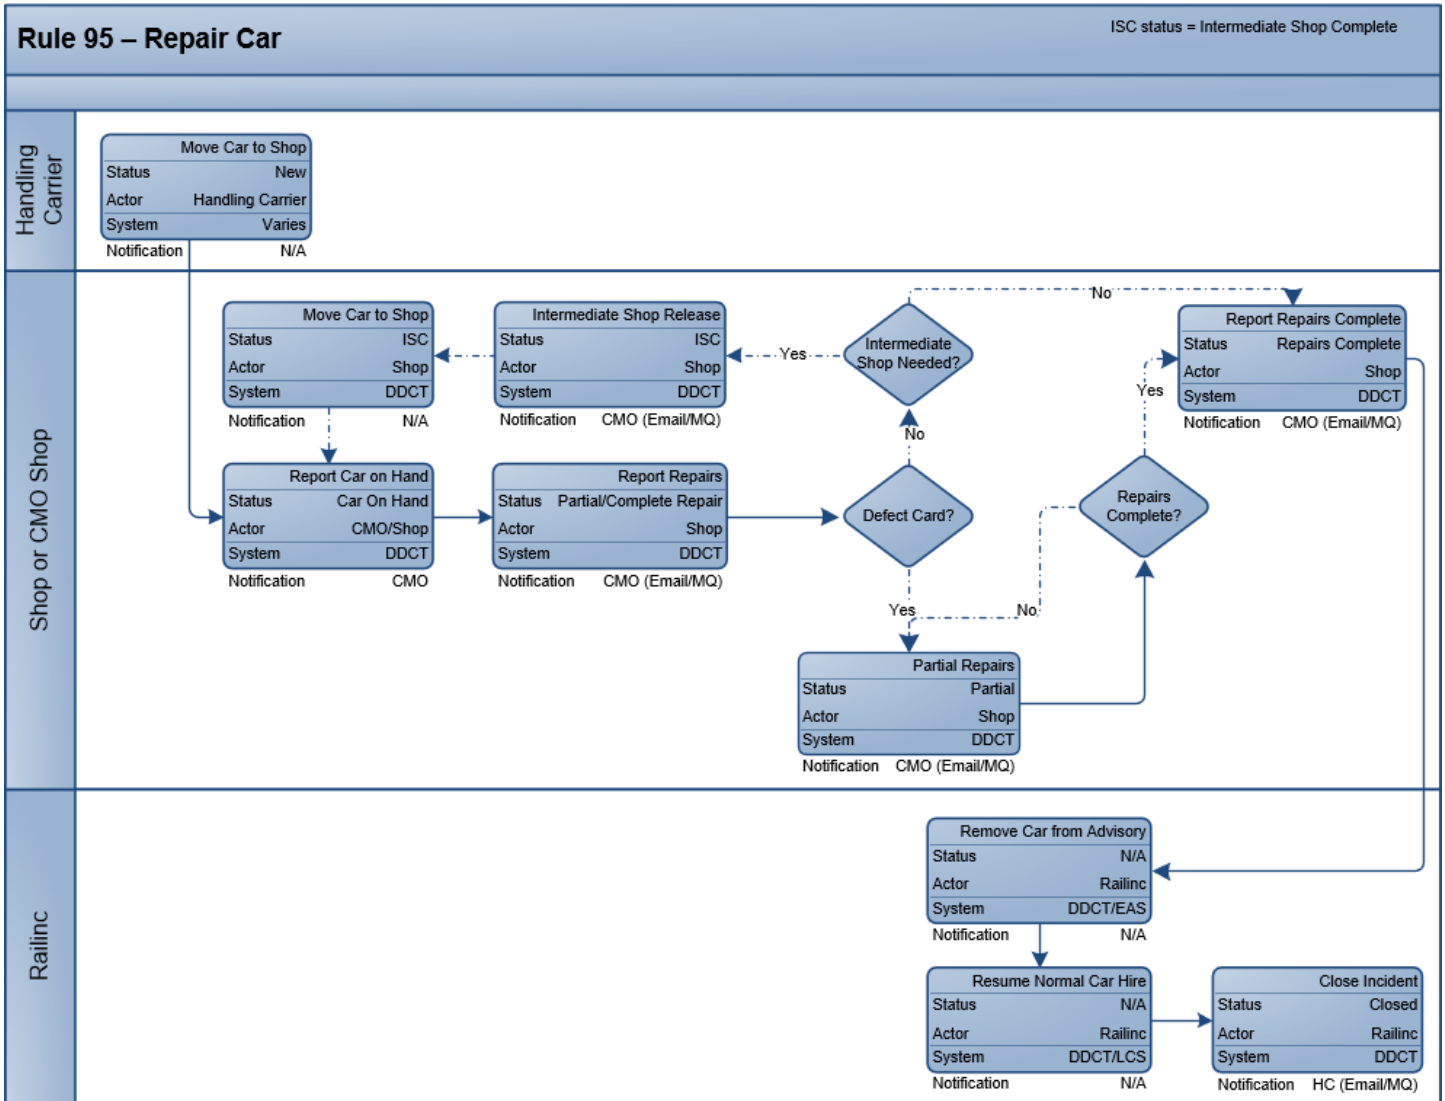 Rule 95 – Repair Car
ISC status = Intermediate Shop Complete
Handling
Carrier
Move Car to Shop
Status New
Actor Handling Carrier
System Varies
Notification N/A
Shop or CMO Shop
Move Car to Shop
Status ISC
Actor Shop
System DDCT
Notification N/A
Intermediate Shop Release
Status ISC
Actor Shop
System DDCT
Notification CMO (Email/MQ)
Yes
Intermediate
Shop Needed?
No
Report Repairs Complete
Status Repairs Complete
Actor Shop
System DDCT
Notification CMO (Email/MQ)
Yes
No
Report Car on Hand
Status Car On Hand
Actor CMO/Shop
System DDCT
Notification CMO
Report Repairs
Status Partial/Complete Repair
Actor Shop
System DDCT
Notification CMO (Email/MQ)
Defect Card?
Repairs
Complete?
Yes
No
Partial Repairs
Status Partial
Actor Shop
System DDCT
Notification CMO (Email/MQ)
Railinc
Remove Car from Advisory
Status N/A
Actor Railinc
System DDCT/EAS
Notification N/A
Resume Normal Car Hire
Status N/A
Actor Railinc
System DDCT/LCS
Notification N/A
Close Incident
Status Closed
Actor Railinc
System DDCT
Notification HC (Email/MQ)